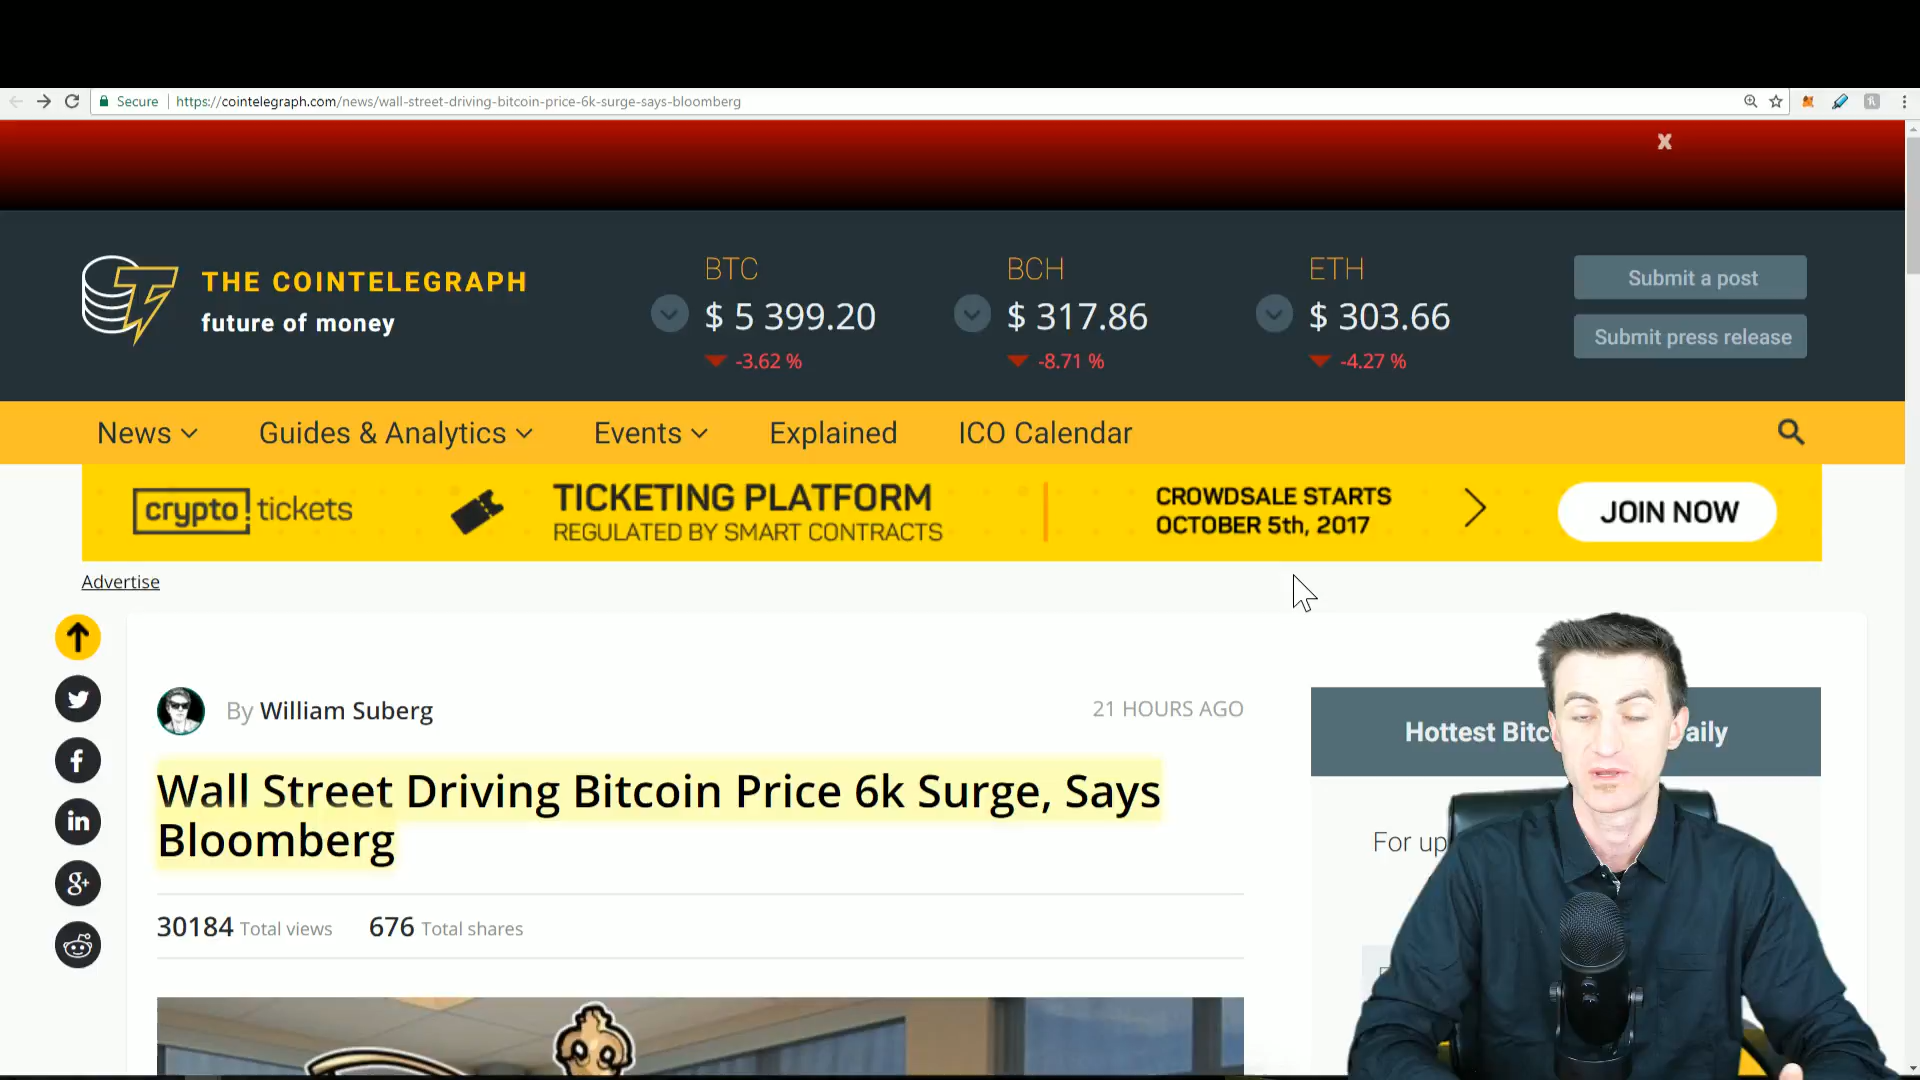 Secure https://cointelegraph.com/news/wall-street-driving-bitcoin-price-6k-surge-says-bloomberg
X
THE COINTELEGRAPH
future of money
BTC
$ 5 399.20
-3.62 %
BCH
$ 317.86
-8.71 %
ETH
$ 303.66
-4.27 %
Submit a post
Submit press release
News
Guides & Analytics
Events
Explained
ICO Calendar
crypto! tickets
TICKETING PLATFORM
REGULATED BY SMART CONTRACTS
CROWDSALE STARTS
OCTOBER 5th, 2017
JOIN NOW
Advertise
By William Suberg
21 HOURS AGO
Wall Street Driving Bitcoin Price 6k Surge, Says
Bloomberg
30184 Total views 676 Total shares
Hottest
For